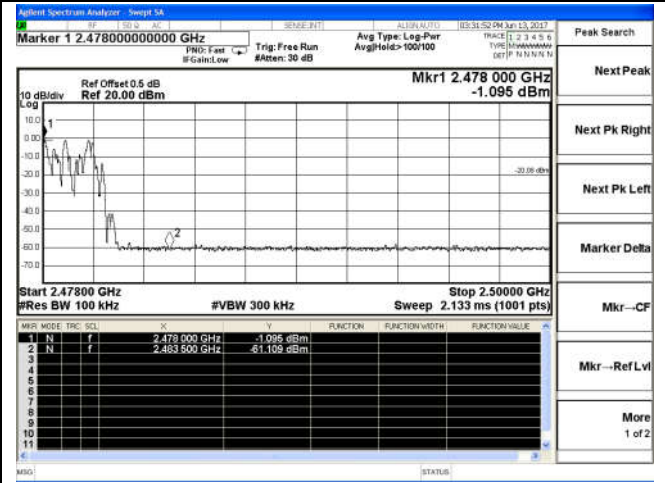 Agilent Spectrum Analyzer - Swept SA
RF 50 Ω AC SENSE:INT ALIGNAUTO 03:31:52 PM Jun 13, 2017
Marker 1 2.478000000000 GHz
PNO: Fast Trig: Free Run Avg Type: Log-Pwr TRACE 1 2 3 4 5 6
IFGain:Low #Atten: 30 dB Avg|Hold:>100/100 TYPE MWWWWW
DET P N N N N N
Peak Search
Next Peak
Next Pk Right
Next Pk Left
Marker Delta
Mkr→CF
Mkr→Ref Lvl
More
1 of 2
Ref Offset 0.5 dB
10 dB/div Ref 20.00 dBm
Mkr1 2.478 000 GHz
-1.095 dBm
Log
10.0
0.00
-10.0
-20.0
-30.0
-40.0
-50.0
-60.0
-70.0
1
2
Start 2.47800 GHz Stop 2.50000 GHz
#Res BW 100 kHz #VBW 300 kHz Sweep 2.133 ms (1001 pts)
MKR MODE TRC SCL X Y FUNCTION FUNCTION WIDTH FUNCTION VALUE
1 N f 2.478 000 GHz -1.095 dBm
2 N f 2.483 500 GHz -61.109 dBm
3
4
5
6
7
8
9
10
11
MSG STATUS